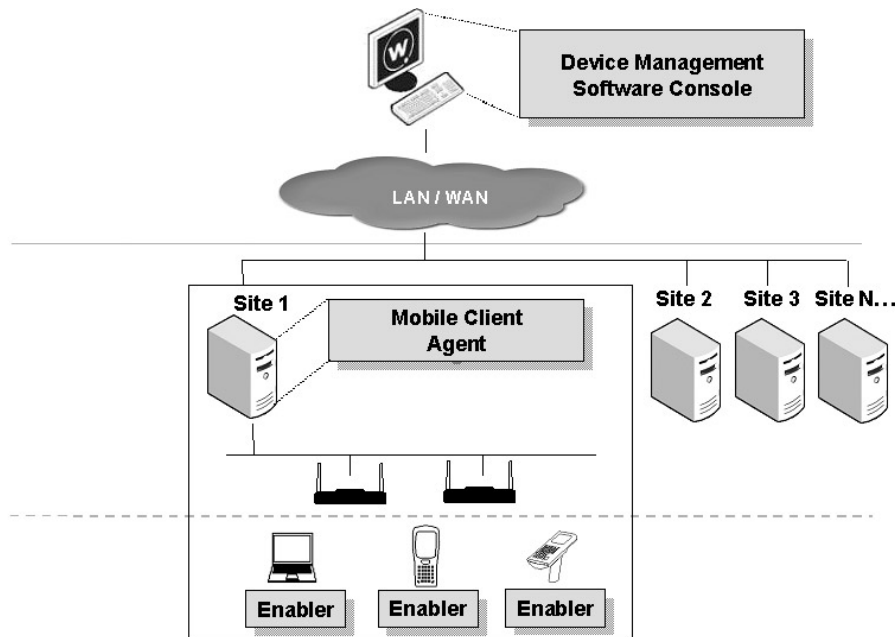 W.
Device Management
Software Console
LAN / WAN
Site 1
Site 2
Site 3
Site N...
Mobile Client
Agent
Enabler
Enabler
Enabler